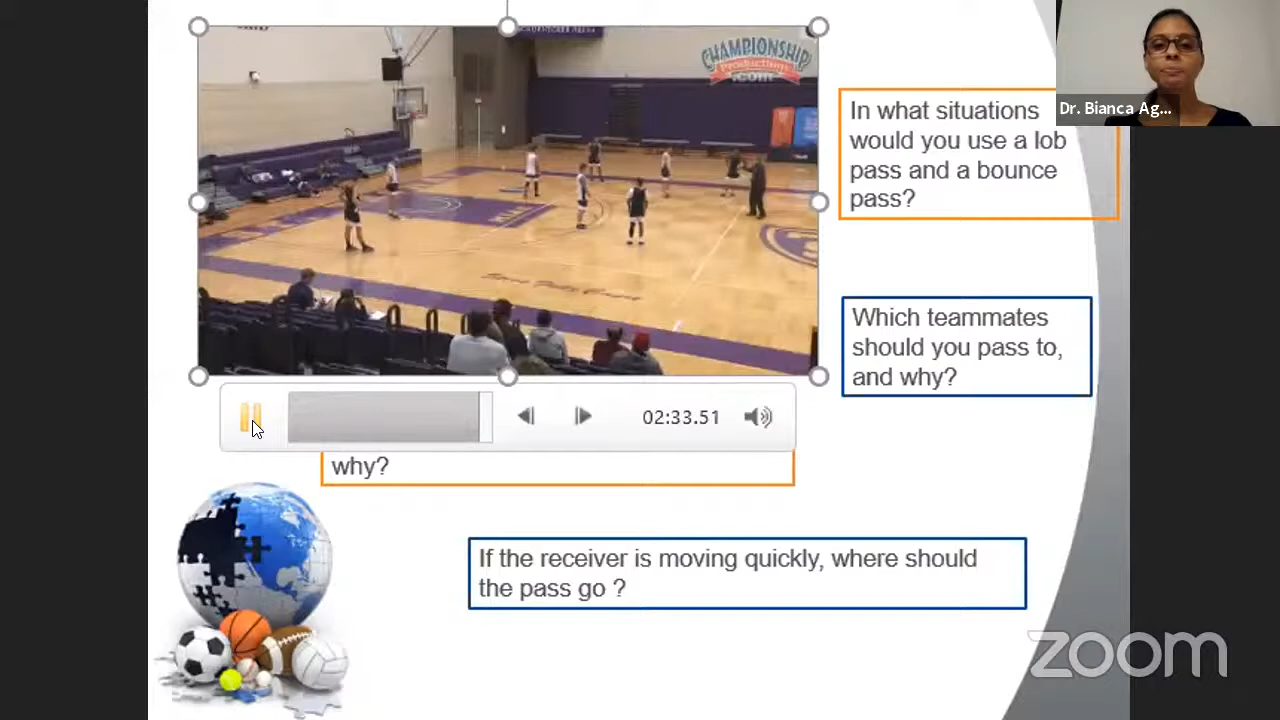 CHAMPIONSHIP
Productions
.COM
In what situations
would you use a lob
pass and a bounce
pass?
Dr. Bianca Ag...
Which teammates
should you pass to,
and why?
02:33.51
why?
If the receiver is moving quickly, where should
the pass go ?
zoom